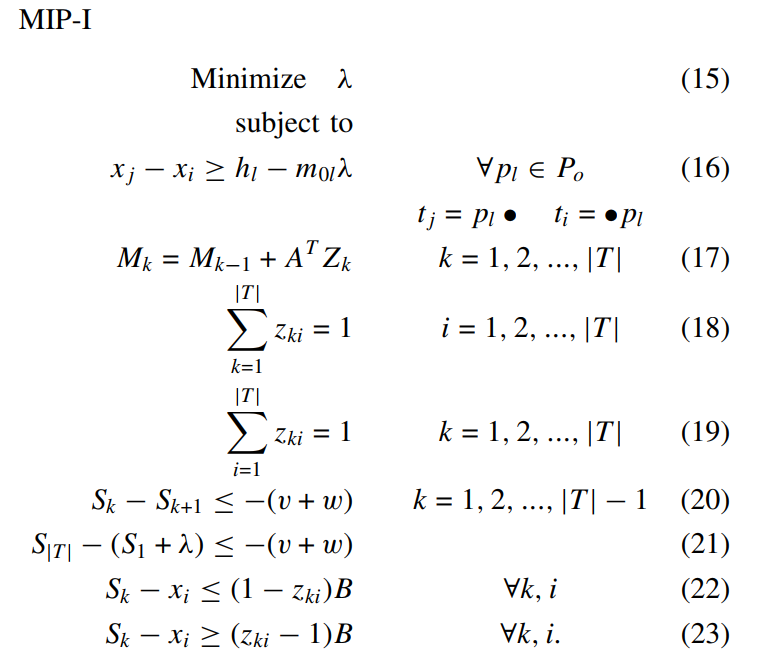 MIP-I
Minimize λ (15)
subject to
x_j − x_i ≥ h_l − m_{0l}λ ∀p_l ∈ P_o (16)
t_j = p_l • t_i = • p_l
M_k = M_{k−1} + A^T Z_k k = 1, 2, ..., |T| (17)
\sum_{k=1}^{|T|} z_{ki} = 1 i = 1, 2, ..., |T| (18)
\sum_{i=1}^{|T|} z_{ki} = 1 k = 1, 2, ..., |T| (19)
S_k − S_{k+1} ≤ −(υ + w) k = 1, 2, ..., |T| − 1 (20)
S_{|T|} − (S_1 + λ) ≤ −(υ + w) (21)
S_k − x_i ≤ (1 − z_{ki})B ∀k, i (22)
S_k − x_i ≥ (z_{ki} − 1)B ∀k, i. (23)